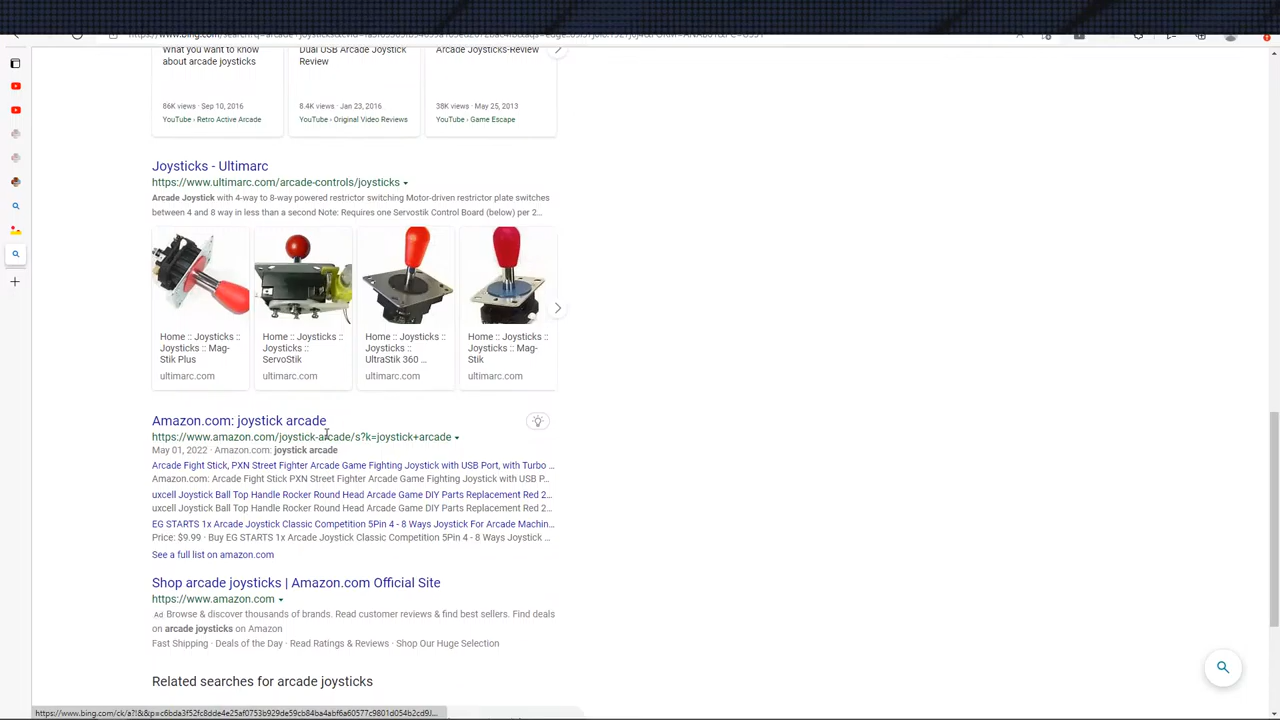 What you want to know
about arcade joysticks
86K views · Sep 10, 2016
YouTube › Retro Active Arcade
Dual USB Arcade Joystick
Review
8.4K views · Jan 23, 2016
YouTube › Original Video Reviews
Arcade Joysticks-Review
38K views · May 25, 2013
YouTube › Game Escape
Joysticks - Ultimarc
https://www.ultimarc.com/arcade-controls/joysticks
Arcade Joystick with 4-way to 8-way powered restrictor switching Motor-driven restrictor plate switches
between 4 and 8 way in less than a second Note: Requires one Servostik Control Board (below) per 2...
Home :: Joysticks ::
Joysticks :: Mag-
Stik Plus
ultimarc.com
Home :: Joysticks ::
Joysticks ::
ServoStik
ultimarc.com
Home :: Joysticks ::
Joysticks ::
UltraStik 360 ...
ultimarc.com
Home :: Joysticks ::
Joysticks :: Mag-
Stik
ultimarc.com
Amazon.com: joystick arcade
https://www.amazon.com/joystick-arcade/s?k=joystick+arcade
May 01, 2022 · Amazon.com: joystick arcade
Arcade Fight Stick, PXN Street Fighter Arcade Game Fighting Joystick with USB Port, with Turbo ...
Amazon.com: Arcade Fight Stick PXN Street Fighter Arcade Game Fighting Joystick with USB P...
uxcell Joystick Ball Top Handle Rocker Round Head Arcade Game DIY Parts Replacement Red 2...
uxcell Joystick Ball Top Handle Rocker Round Head Arcade Game DIY Parts Replacement Red 2...
EG STARTS 1x Arcade Joystick Classic Competition 5Pin 4 - 8 Ways Joystick For Arcade Machin...
Price: $9.99 · Buy EG STARTS 1x Arcade Joystick Classic Competition 5Pin 4 - 8 Ways Joystick ...
See a full list on amazon.com
Shop arcade joysticks | Amazon.com Official Site
https://www.amazon.com
Ad Browse & discover thousands of brands. Read customer reviews & find best sellers. Find deals
on arcade joysticks on Amazon
Fast Shipping · Deals of the Day · Read Ratings & Reviews · Shop Our Huge Selection
Related searches for arcade joysticks